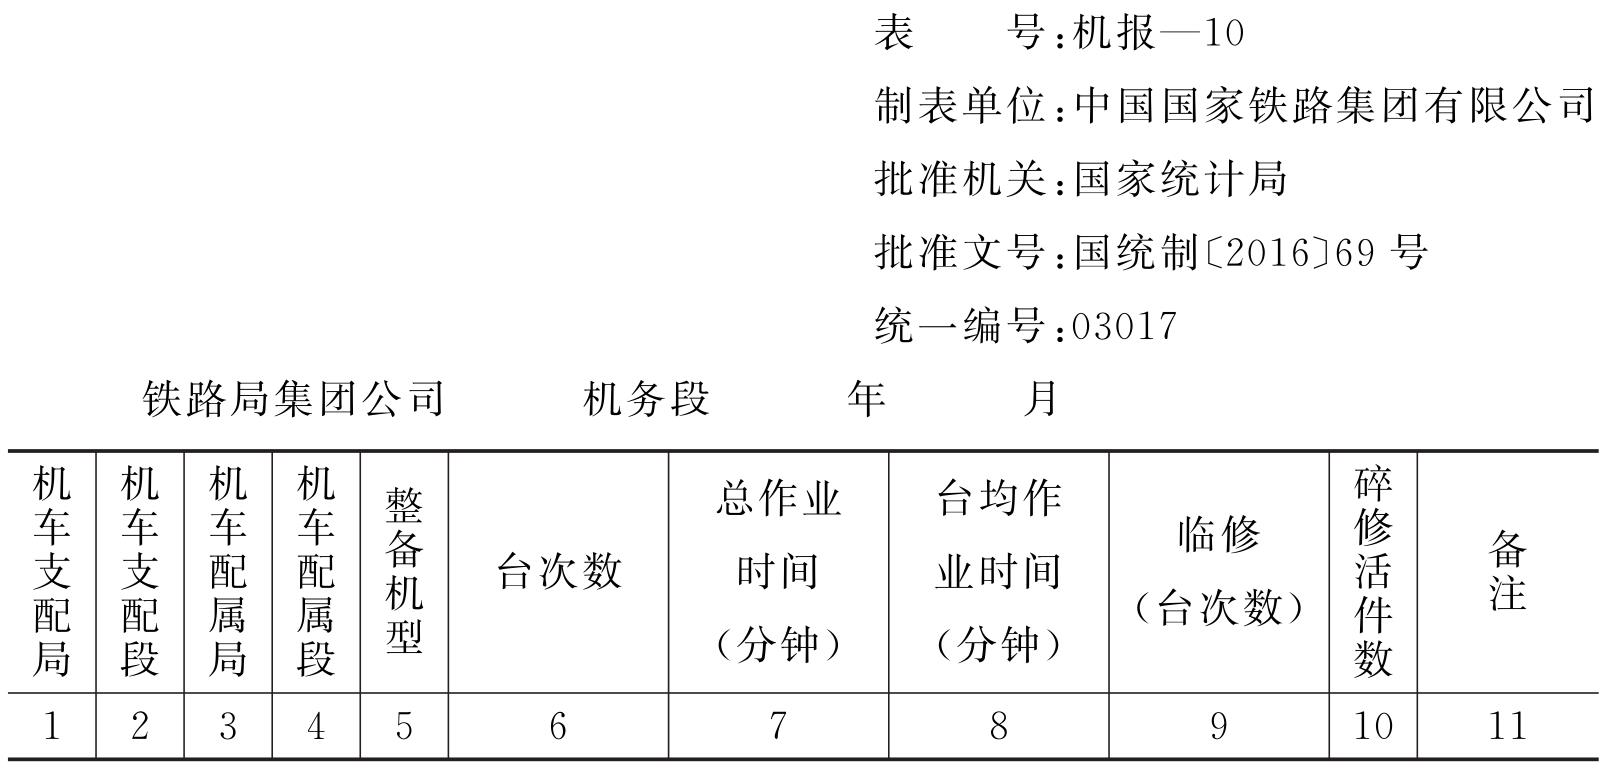 表　　号:机报—10
制表单位:中国国家铁路集团有限公司
批准机关:国家统计局
批准文号:国统制〔2016〕69 号
统一编号:03017
铁路局集团公司　　　机务段　　　年　　　月
机车支配局
机车支配段
机车配属局
机车配属段
整备机型
台次数
总作业
时间
(分钟)
台均作
业时间
(分钟)
临修
(台次数)
碎修活件数
备注
1 2 3 4 5 6 7 8 9 10 11